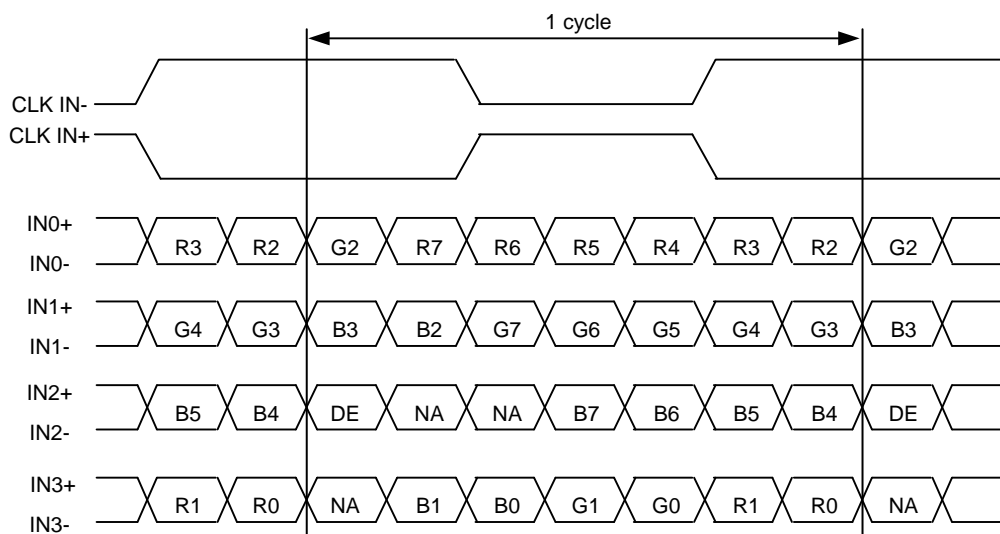 1 cycle
CLK IN-
CLK IN+
IN0+
R3 R2 G2 R7 R6 R5 R4 R3 R2 G2
IN0-
IN1+
G4 G3 B3 B2 G7 G6 G5 G4 G3 B3
IN1-
IN2+
B5 B4 DE NA NA B7 B6 B5 B4 DE
IN2-
IN3+
R1 R0 NA B1 B0 G1 G0 R1 R0 NA
IN3-